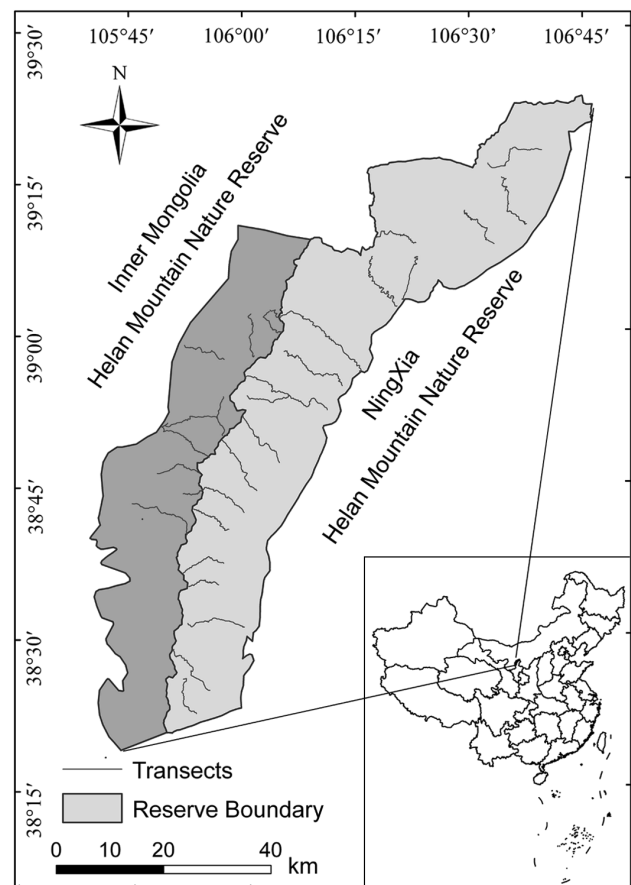 105°45′ 106°00′ 106°15′ 106°30′ 106°45′
39°30′
39°15′
39°00′
38°45′
38°30′
38°15′
N
Inner Mongolia
Helan Mountain Nature Reserve
NingXia
Helan Mountain Nature Reserve
Transects
Reserve Boundary
0 10 20 40 km